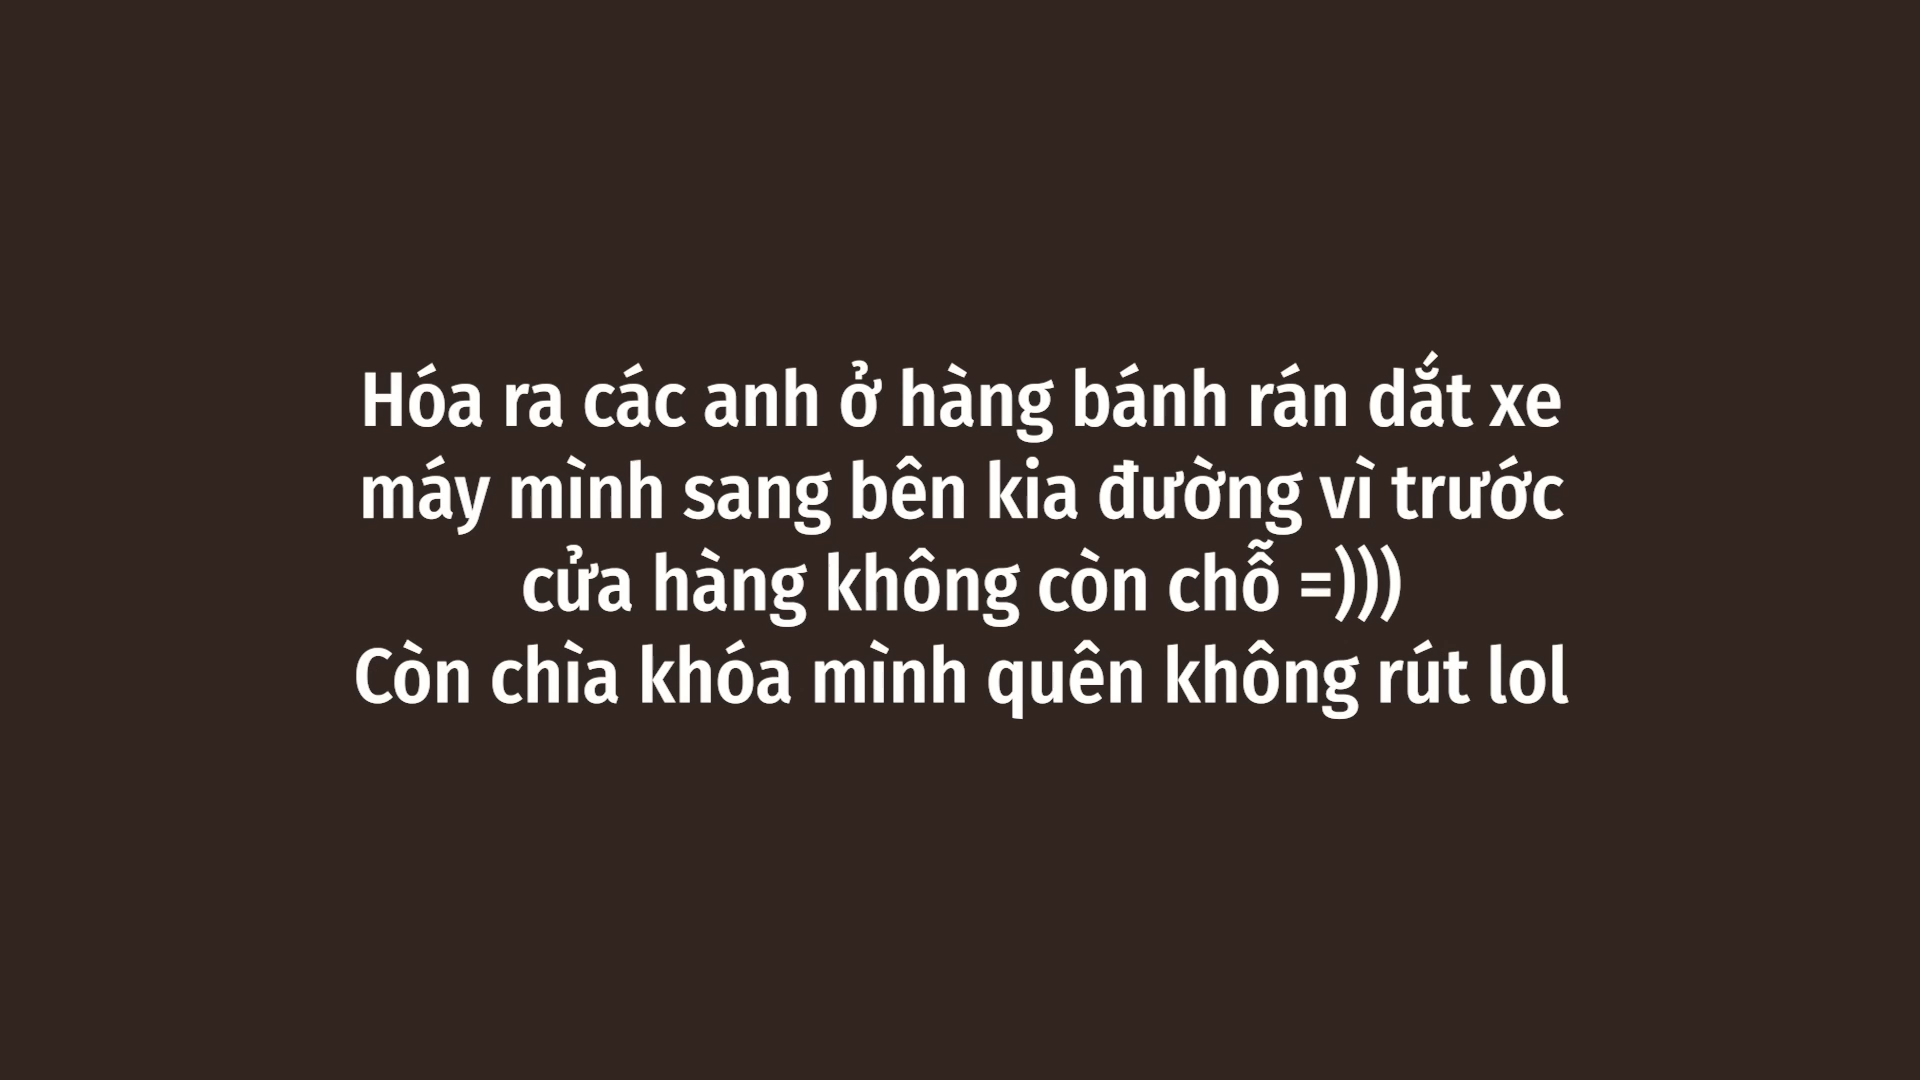 Hóa ra các anh ở hàng bánh rán dắt xe
máy mình sang bên kia đường vì trước
cửa hàng không còn chỗ =)))
Còn chìa khóa mình quên không rút lol